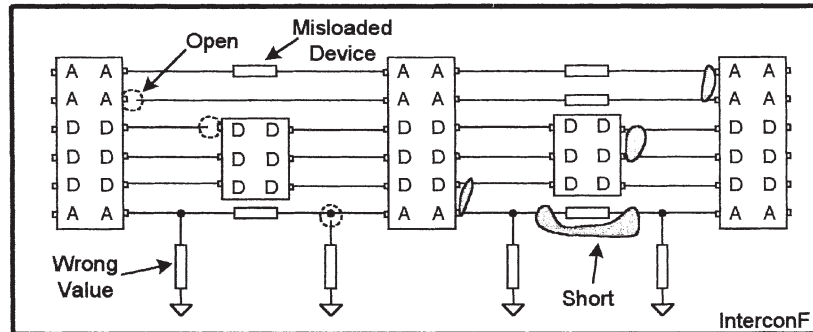 Open
Misloaded
Device
A A A A A A
A A A A A A
D D D D D D D D D D
D D D D D D D D D D
D D D D D D D D D D
A A A A A A
Wrong
Value
Short
InterconF